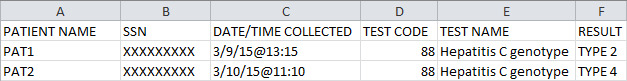 A B C D E F
PATIENT NAME SSN DATE/TIME COLLECTED TEST CODE TEST NAME RESULT
PAT1 XXXXXXXXX 3/9/15@13:15 88 Hepatitis C genotype TYPE 2
PAT2 XXXXXXXXX 3/10/15@11:10 88 Hepatitis C genotype TYPE 4